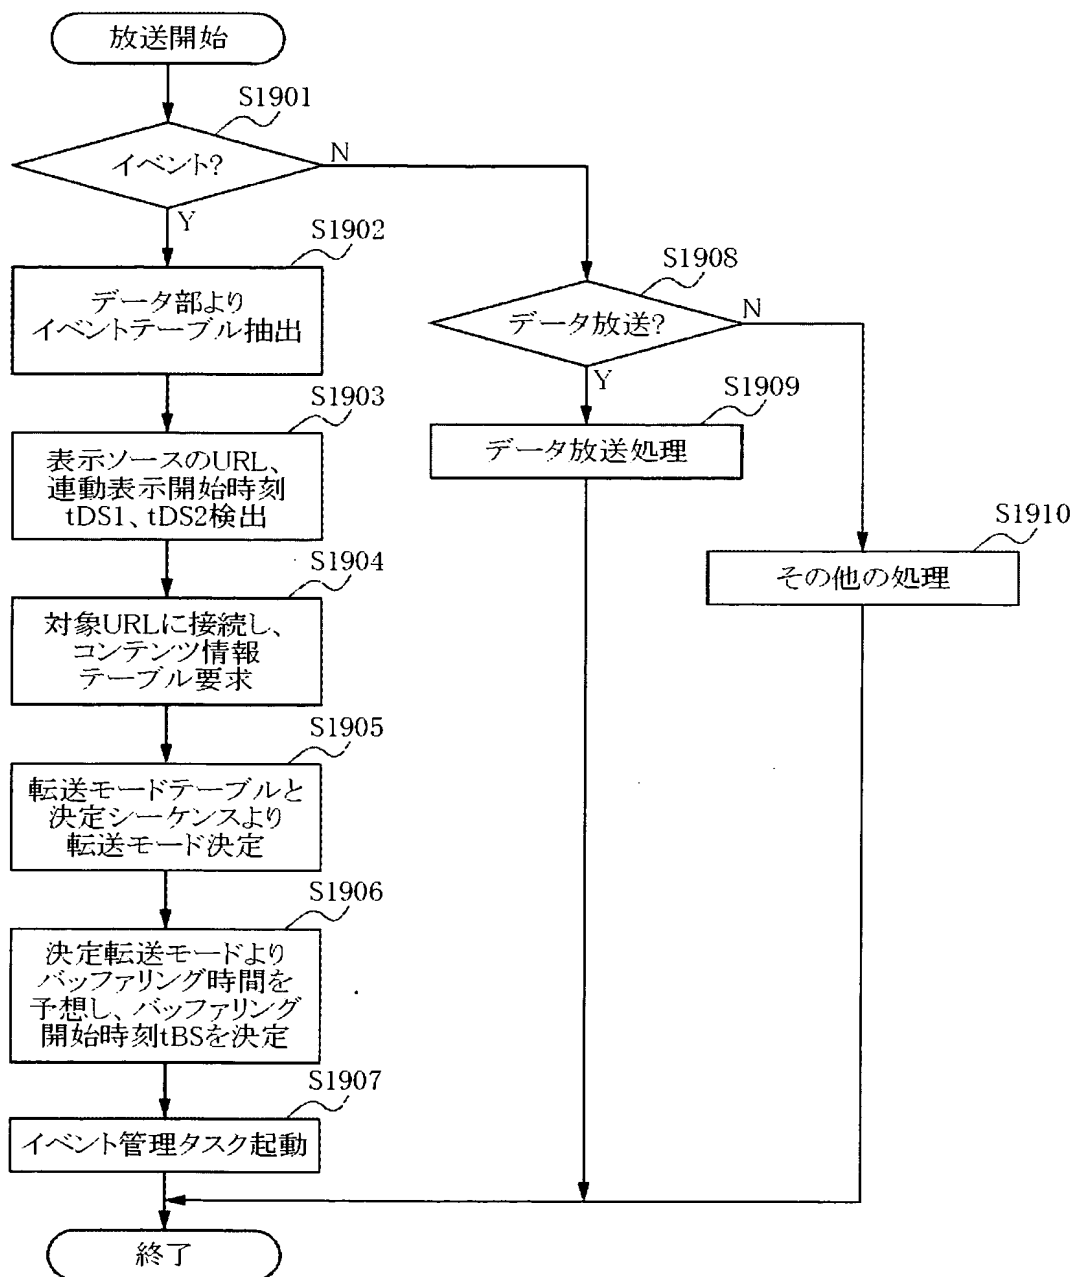 放送開始
S1901
イベント?
N
Y
S1902
データ部より
イベントテーブル抽出
S1903
表示ソースのURL、
連動表示開始時刻
tDS1、tDS2検出
S1904
対象URLに接続し、
コンテンツ情報
テーブル要求
S1905
転送モードテーブルと
決定シーケンスより
転送モード決定
S1906
決定転送モードより
バッファリング時間を
予想し、バッファリング
開始時刻tBSを決定
S1907
イベント管理タスク起動
終了
S1908
データ放送?
N
Y
S1909
データ放送処理
S1910
その他の処理